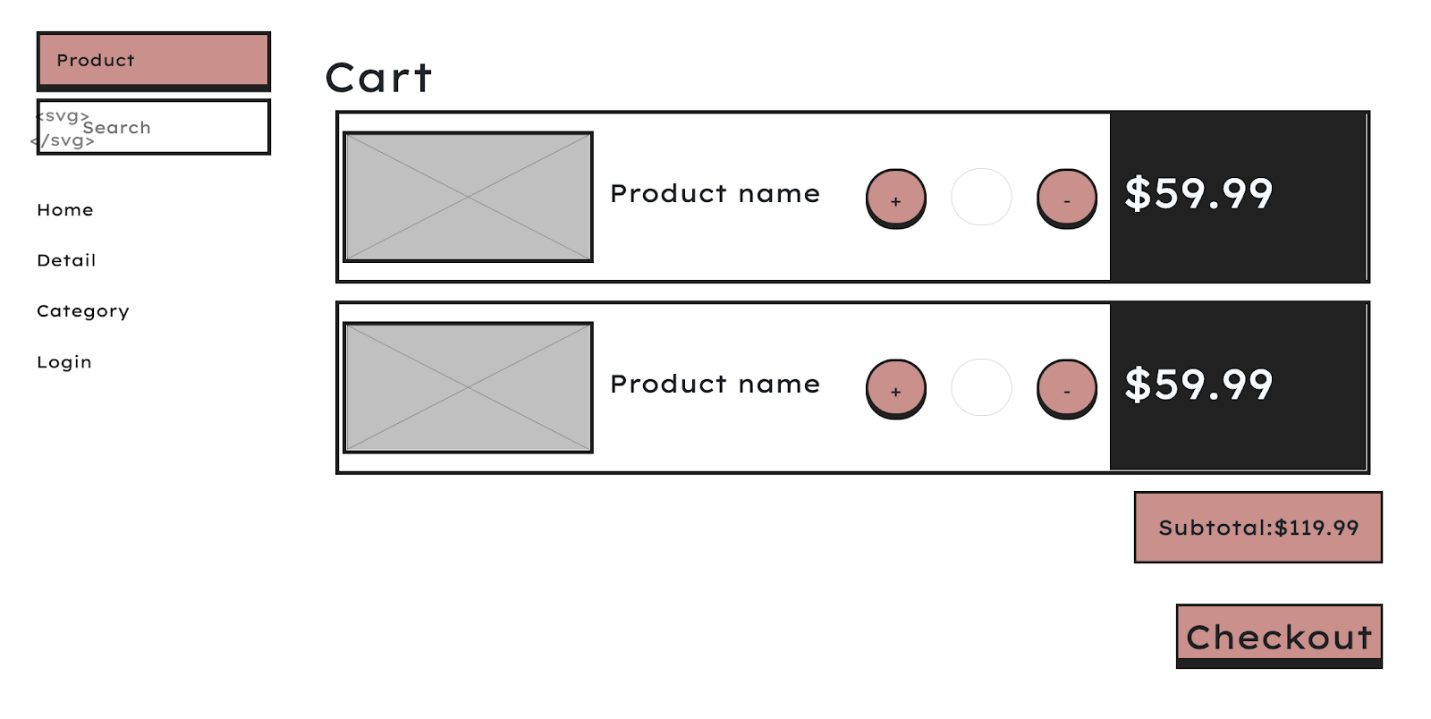 Product
<svg>
Search
</svg>
Home
Detail
Category
Login
Cart
Product name
+
-
$59.99
Product name
+
-
$59.99
Subtotal:$119.99
Checkout